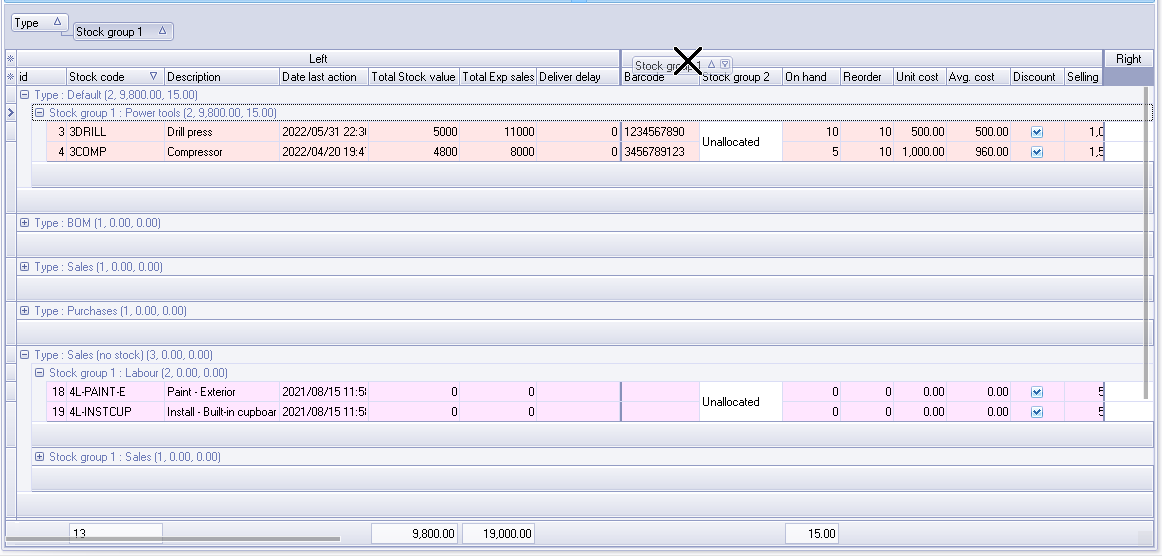 Type
Stock group 1
Left
Stock group 1
Right
id Stock code Description Date last action Total Stock value Total Exp sales Deliver delay Barcode Stock group 2 On hand Reorder Unit cost Avg. cost Discount Selling
Type : Default (2, 9,800.00, 15.00)
Stock group 1 : Power tools (2, 9,800.00, 15.00)
3 3DRILL Drill press 2022/05/31 22:3 5000 11000 0 1234567890 10 10 500.00 500.00 1,0
Unallocated
4 3COMP Compressor 2022/04/20 19:4 4800 8000 0 3456789123 5 10 1,000.00 960.00 1,5
Type : BOM (1, 0.00, 0.00)
Type : Sales (1, 0.00, 0.00)
Type : Purchases (1, 0.00, 0.00)
Type : Sales (no stock) (3, 0.00, 0.00)
Stock group 1 : Labour (2, 0.00, 0.00)
18 4L-PAINT-E Paint - Exterior 2021/08/15 11:5 0 0 0 0 0.00 0.00 5
Unallocated
19 4L-INSTCUP Install - Built-in cupboar 2021/08/15 11:5 0 0 0 0 0.00 0.00 5
Stock group 1 : Sales (1, 0.00, 0.00)
13 9,800.00 19,000.00 15.00